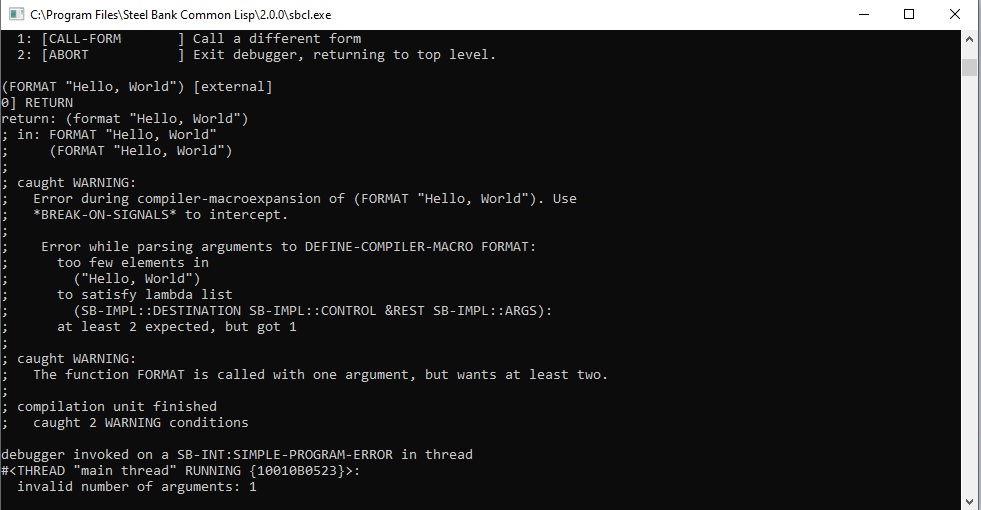 C:\Program Files\Steel Bank Common Lisp\2.0.0\sbcl.exe
  1: [CALL-FORM       ] Call a different form
  2: [ABORT           ] Exit debugger, returning to top level.

(FORMAT "Hello, World") [external]
0] RETURN
return: (format "Hello, World")
; in: FORMAT "Hello, World"
;     (FORMAT "Hello, World")
;
; caught WARNING:
;   Error during compiler-macroexpansion of (FORMAT "Hello, World"). Use
;   *BREAK-ON-SIGNALS* to intercept.
;
;    Error while parsing arguments to DEFINE-COMPILER-MACRO FORMAT:
;      too few elements in
;        ("Hello, World")
;      to satisfy lambda list
;        (SB-IMPL::DESTINATION SB-IMPL::CONTROL &REST SB-IMPL::ARGS):
;      at least 2 expected, but got 1
;
; caught WARNING:
;   The function FORMAT is called with one argument, but wants at least two.
;
; compilation unit finished
;   caught 2 WARNING conditions

debugger invoked on a SB-INT:SIMPLE-PROGRAM-ERROR in thread
#<THREAD "main thread" RUNNING {10010B0523}>:
  invalid number of arguments: 1